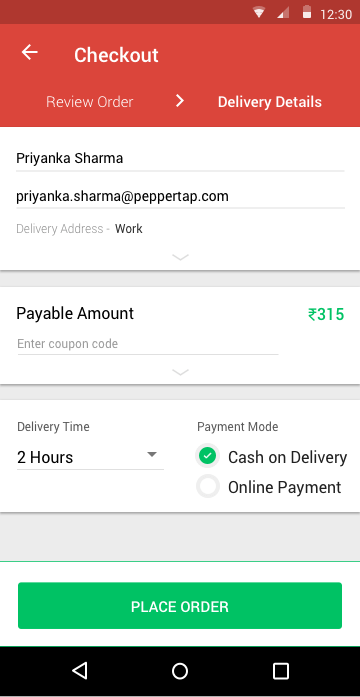 12:30
Checkout
Review Order
Delivery Details
Priyanka Sharma
priyanka.sharma@peppertap.com
Delivery Address - Work
Payable Amount
₹315
Enter coupon code
Delivery Time
Payment Mode
2 Hours
Cash on Delivery
Online Payment
PLACE ORDER